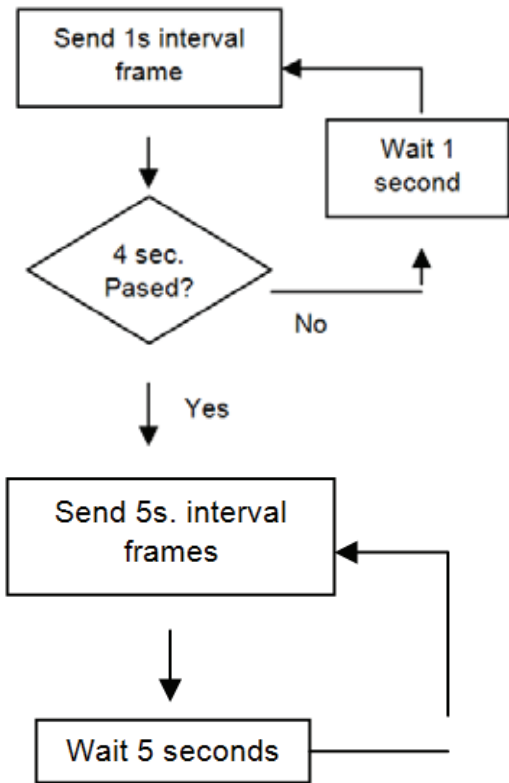 Send 1s interval
frame
Wait 1
second
4 sec.
Pased?
No
Yes
Send 5s. interval
frames
Wait 5 seconds